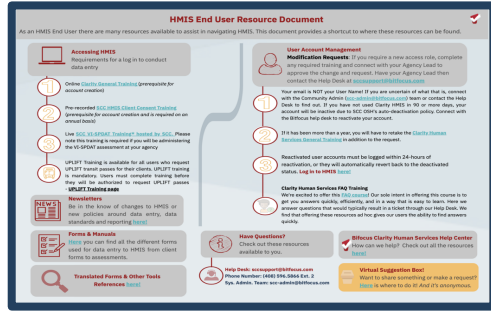 HMIS End User Resource Document
As an HMIS End User there are many resources available to assist in navigating HMIS. This document provides a shortcut to where these resources can be found.
Accessing HMIS
Requirements for a log in to conduct
data entry
1
Online Clarity General Training (prerequisite for
account creation)
2
Pre-recorded SCC HMIS Client Consent Training
(prerequisite for account creation and is required on an
annual basis)
3
Live SCC VI-SPDAT Training* hosted by SCC. Please
note this training is required if you will be administering
the VI-SPDAT assessment at your agency
UPLIFT Training is available for all users who request
UPLIFT transit passes for their clients. UPLIFT training
is mandatory. Users must complete training before
they will be authorized to request UPLIFT passes
- UPLIFT Training page
NEWS
Newsletters
Be in the know of changes to HMIS or
new policies around data entry, data
standards and reporting here!
Forms & Manuals
Here you can find all the different forms
used for data entry to HMIS from client
forms to assessments.
Translated Forms & Other Tools
References here!
User Account Management
Modification Requests: If you require a new access role, complete
any required training and connect with your Agency Lead to
approve the change and request. Have your Agency Lead then
contact the Help Desk at sccsupport@bitfocus.com
1
Your email is NOT your User Name! If you are uncertain of what that is, connect
with the Community Admin (scc-admin@bitfocus.com) team or contact the Help
Desk to find out. If you have not used Clarity HMIS in 90 or more days, your
account will be inactive due to SCC OSH's auto-deactivation policy. Connect with
the Bitfocus help desk to reactivate your account.
2
If it has been more than a year, you will have to retake the Clarity Human
Services General Training in addition to the request.
3
Reactivated user accounts must be logged within 24-hours of
reactivation, or they will automatically revert back to the deactivated
status. Log in to HMIS here!
Clarity Human Services FAQ Training
We're excited to offer this FAQ course! Our sole intent in offering this course is to
get you answers quickly, efficiently, and in a way that is easy to learn. Here we
answer questions that would typically result in a ticket through our Help Desk. We
find that offering these resources ad hoc gives our users the ability to find answers
quickly.
Have Questions?
Check out these resources
available to you.
Help Desk: sccsupport@bitfocus.com
Phone Number: (408) 596.5866 Ext. 2
Sys. Admin. Team: scc-admin@bitfocus.com
Bitfocus Clarity Human Services Help Center
How can we help? Check out all the resources
here!
Virtual Suggestion Box!
Want to share something or make a request?
Here is where to do it! And it's anonymous.